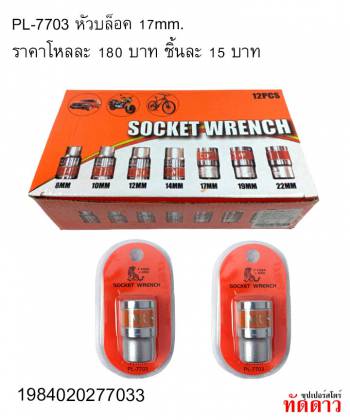 PL-7703 หัวบล็อค 17mm.
ราคาโหลละ 180 บาท ชิ้นละ 15 บาท
12PCS
SOCKET WRENCH
8MM 10MM 12MM 14MM 17MM 19MM 22MM
SOCKET WRENCH SOCKET WRENCH
PL-7703 PL-7703
1984020277033
ซุปเปอร์สโตร์
ทัดดาว